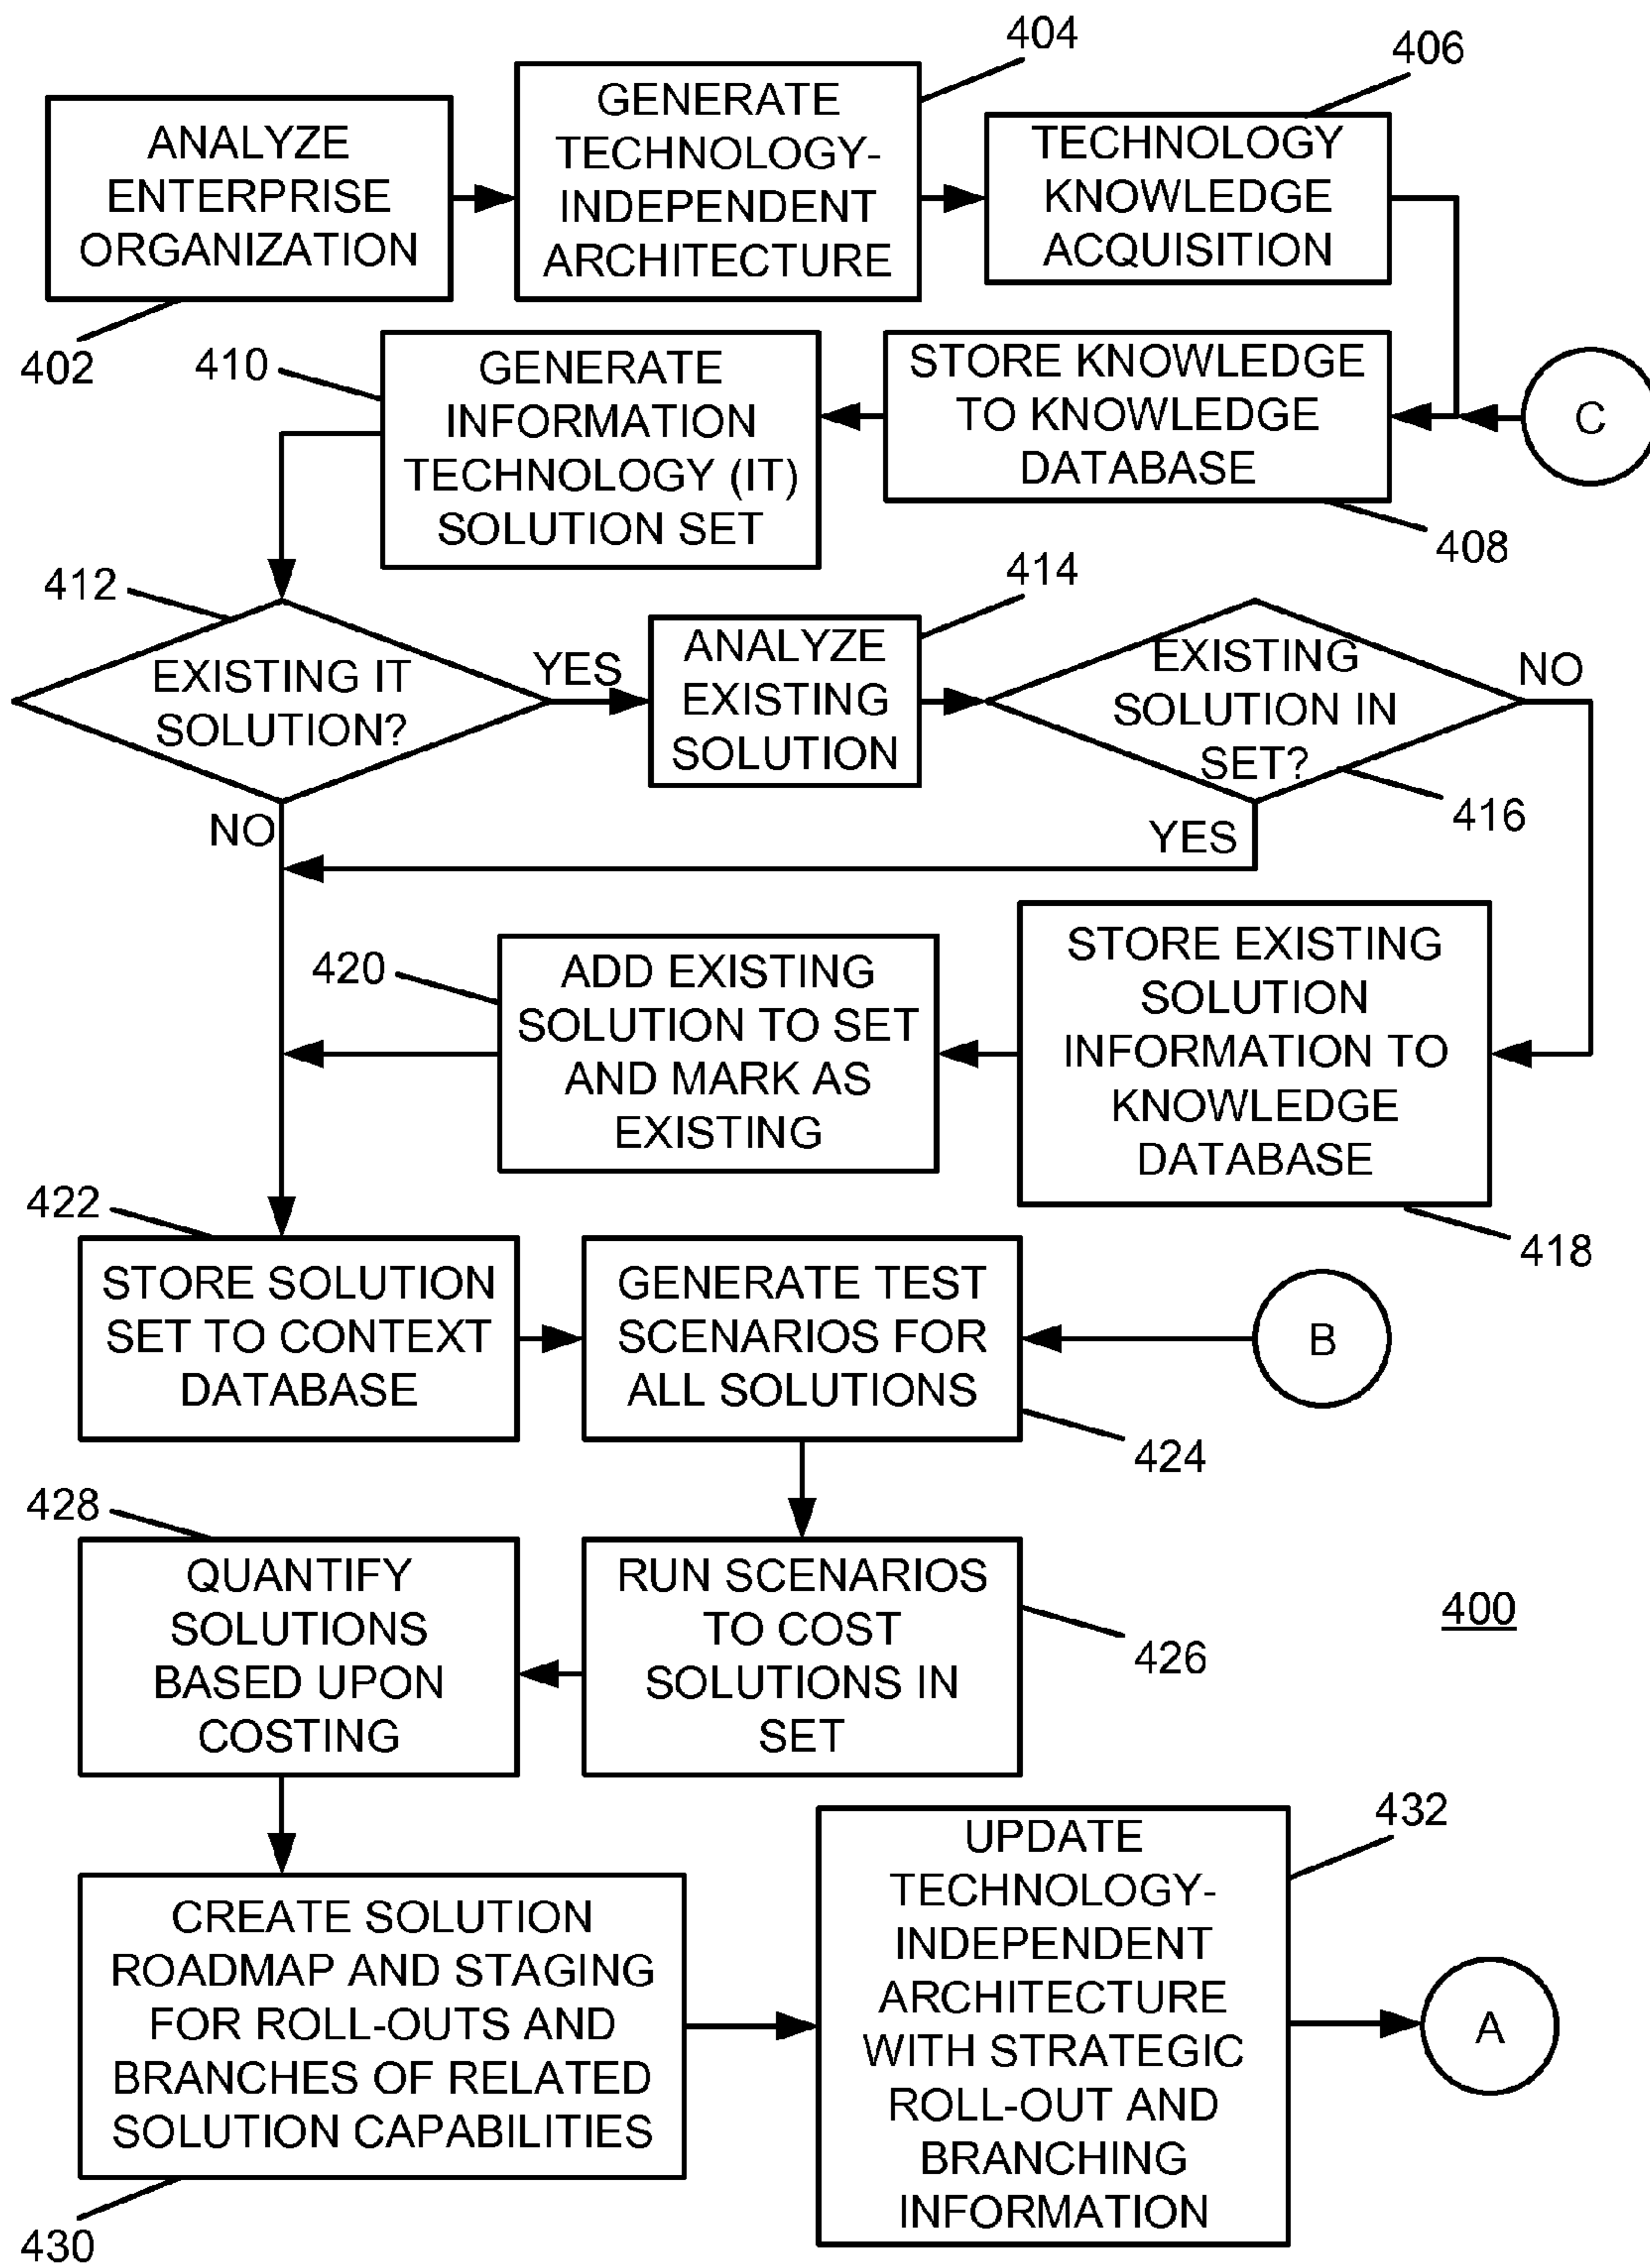 404
406
ANALYZE
ENTERPRISE
ORGANIZATION
GENERATE
TECHNOLOGY-
INDEPENDENT
ARCHITECTURE
TECHNOLOGY
KNOWLEDGE
ACQUISITION
402
410
GENERATE
INFORMATION
TECHNOLOGY (IT)
SOLUTION SET
STORE KNOWLEDGE
TO KNOWLEDGE
DATABASE
C
408
412
414
EXISTING IT
SOLUTION?
YES
ANALYZE
EXISTING
SOLUTION
EXISTING
SOLUTION IN
SET?
NO
416
NO
YES
420
ADD EXISTING
SOLUTION TO SET
AND MARK AS
EXISTING
STORE EXISTING
SOLUTION
INFORMATION TO
KNOWLEDGE
DATABASE
418
422
STORE SOLUTION
SET TO CONTEXT
DATABASE
GENERATE TEST
SCENARIOS FOR
ALL SOLUTIONS
B
424
428
QUANTIFY
SOLUTIONS
BASED UPON
COSTING
RUN SCENARIOS
TO COST
SOLUTIONS IN
SET
426
400
432
CREATE SOLUTION
ROADMAP AND STAGING
FOR ROLL-OUTS AND
BRANCHES OF RELATED
SOLUTION CAPABILITIES
UPDATE
TECHNOLOGY-
INDEPENDENT
ARCHITECTURE
WITH STRATEGIC
ROLL-OUT AND
BRANCHING
INFORMATION
A
430